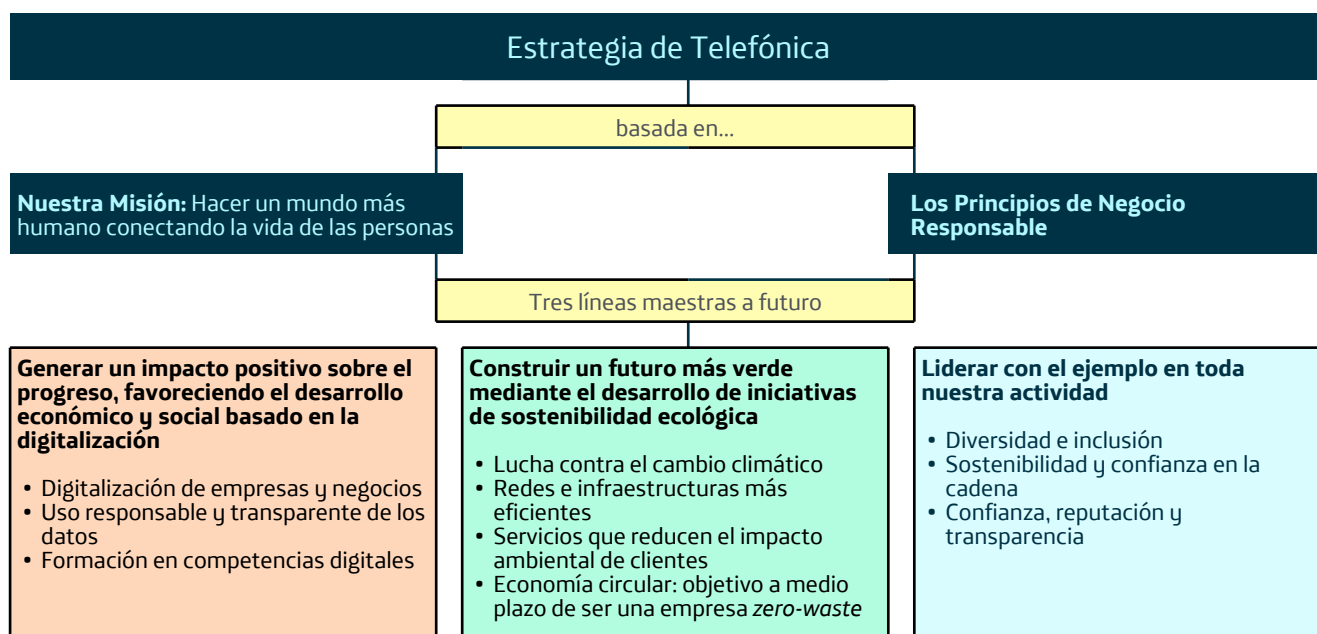 Estrategia de Telefónica
basada en...
Nuestra Misión: Hacer un mundo más
humano conectando la vida de las personas
Los Principios de Negocio
Responsable
Tres líneas maestras a futuro
Generar un impacto positivo sobre el
progreso, favoreciendo el desarrollo
económico y social basado en la
digitalización
• Digitalización de empresas y negocios
• Uso responsable y transparente de los
datos
• Formación en competencias digitales
Construir un futuro más verde
mediante el desarrollo de iniciativas
de sostenibilidad ecológica
• Lucha contra el cambio climático
• Redes e infraestructuras más
eficientes
• Servicios que reducen el impacto
ambiental de clientes
• Economía circular: objetivo a medio
plazo de ser una empresa zero-waste
Liderar con el ejemplo en toda
nuestra actividad
• Diversidad e inclusión
• Sostenibilidad y confianza en la
cadena
• Confianza, reputación y
transparencia